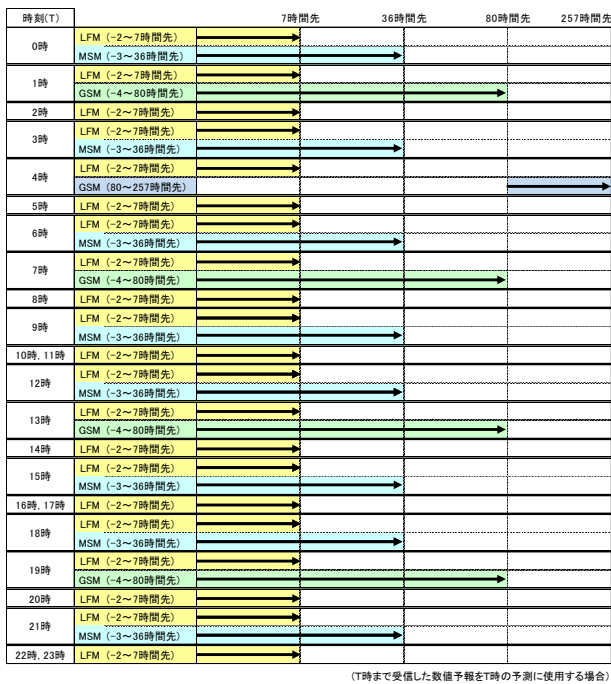 時刻(T) 7時間先 36時間先 80時間先 257時間先
0時
LFM (-2～7時間先)
MSM (-3～36時間先)
1時
LFM (-2～7時間先)
GSM (-4～80時間先)
2時 LFM (-2～7時間先)
3時
LFM (-2～7時間先)
MSM (-3～36時間先)
4時
LFM (-2～7時間先)
GSM (80～257時間先)
5時 LFM (-2～7時間先)
6時
LFM (-2～7時間先)
MSM (-3～36時間先)
7時
LFM (-2～7時間先)
GSM (-4～80時間先)
8時 LFM (-2～7時間先)
9時
LFM (-2～7時間先)
MSM (-3～36時間先)
10時, 11時 LFM (-2～7時間先)
12時
LFM (-2～7時間先)
MSM (-3～36時間先)
13時
LFM (-2～7時間先)
GSM (-4～80時間先)
14時 LFM (-2～7時間先)
15時
LFM (-2～7時間先)
MSM (-3～36時間先)
16時, 17時 LFM (-2～7時間先)
18時
LFM (-2～7時間先)
MSM (-3～36時間先)
19時
LFM (-2～7時間先)
GSM (-4～80時間先)
20時 LFM (-2～7時間先)
21時
LFM (-2～7時間先)
MSM (-3～36時間先)
22時, 23時 LFM (-2～7時間先)
(T時まで受信した数値予報をT時の予測に使用する場合)